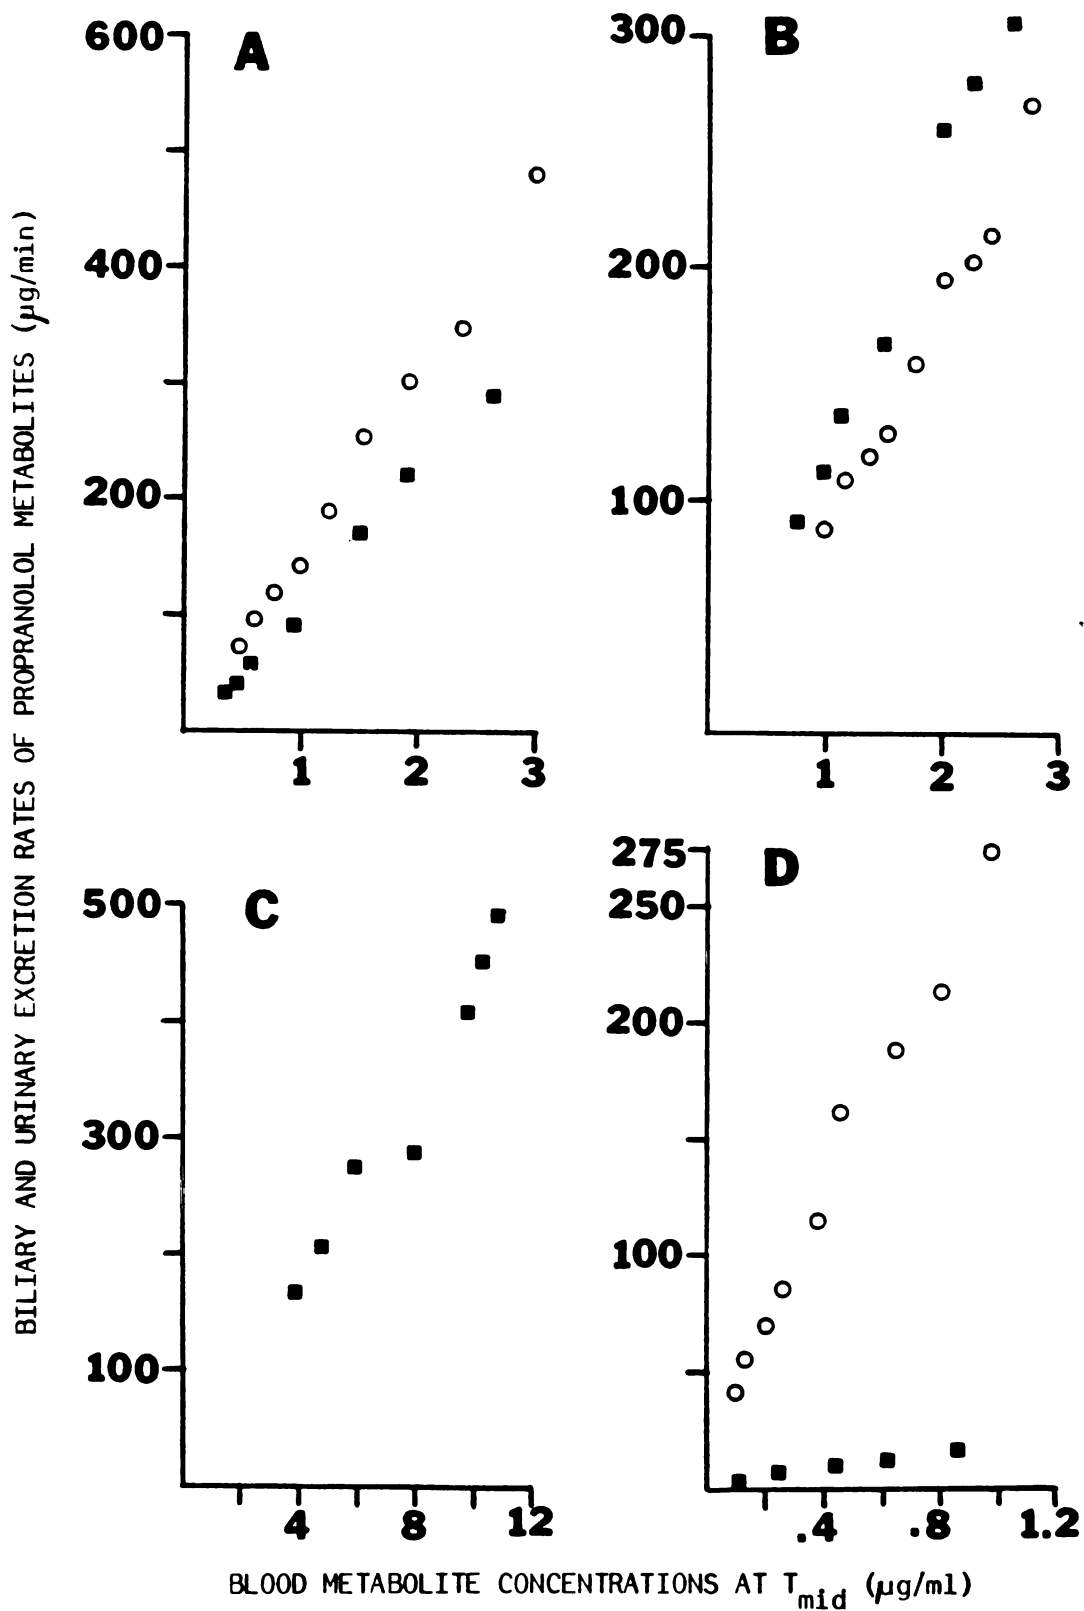 BILIARY AND URINARY EXCRETION RATES OF PROPRANOLOL METABOLITES (µg/min)
A
600
400
200
1 2 3
B
300
200
100
1 2 3
C
500
300
100
4 8 12
D
275
250
200
100
.4 .8 1.2
BLOOD METABOLITE CONCENTRATIONS AT Tmid (µg/ml)